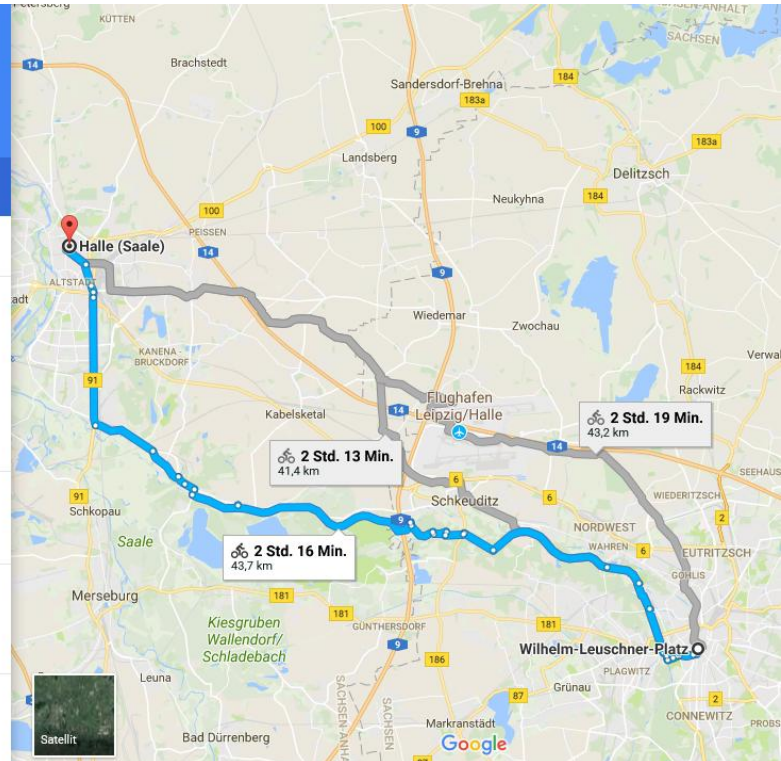 Petersberg
KÜTTEN
SACHSEN-ANHALT
SACHSEN
14
Brachstedt
Sandersdorf-Brehna
184
183a
100
9
183a
Landsberg
Delitzsch
184
Neukyhna
100
PEISSEN
Halle (Saale)
14
9
ALTSTADT
Wiedemar
Zwochau
KANENA-
BRUCKDORF
184
91
Rackwitz
Flughafen
Leipzig/Halle
Kabelsketal
14
2 Std. 19 Min.
43,2 km
14
2 Std. 13 Min.
41,4 km
6
91
Schkeuditz
6
WIEDERITZSCH
Schkopau
9
2
NORDWEST
Saale
2 Std. 16 Min.
43,7 km
WAHREN
6
EUTRITZSCH
GOHLIS
Merseburg
181
181
Kiesgruben
Wallendorf/
Schladebach
GÜNTHERSDORF
181
9
Wilhelm-Leuschner-Platz
186
PLAGWITZ
Leuna
Grünau
87
2
CONNEWITZ
SACHSEN-ANHA
SACHSEN
Markranstädt
Bad Dürrenberg
Satellit
Google
87